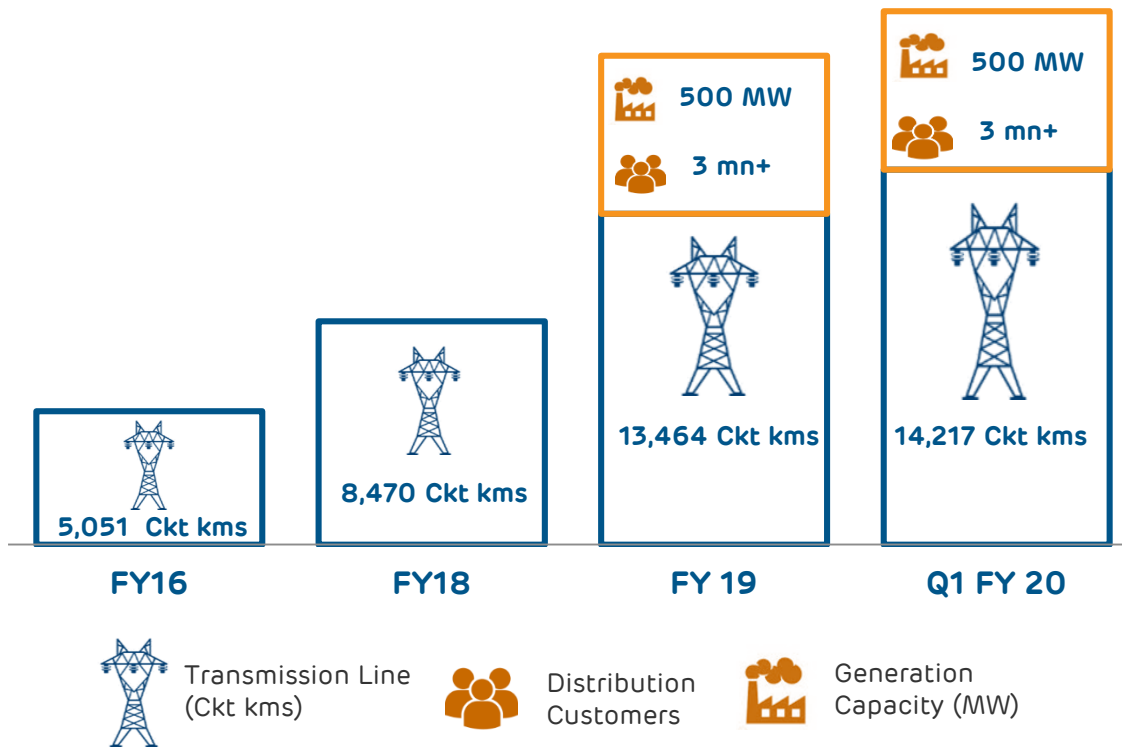 500 MW
3 mn+
500 MW
3 mn+
5,051 Ckt kms
8,470 Ckt kms
13,464 Ckt kms
14,217 Ckt kms
FY16
FY18
FY 19
Q1 FY 20
Transmission Line
(Ckt kms)
Distribution
Customers
Generation
Capacity (MW)